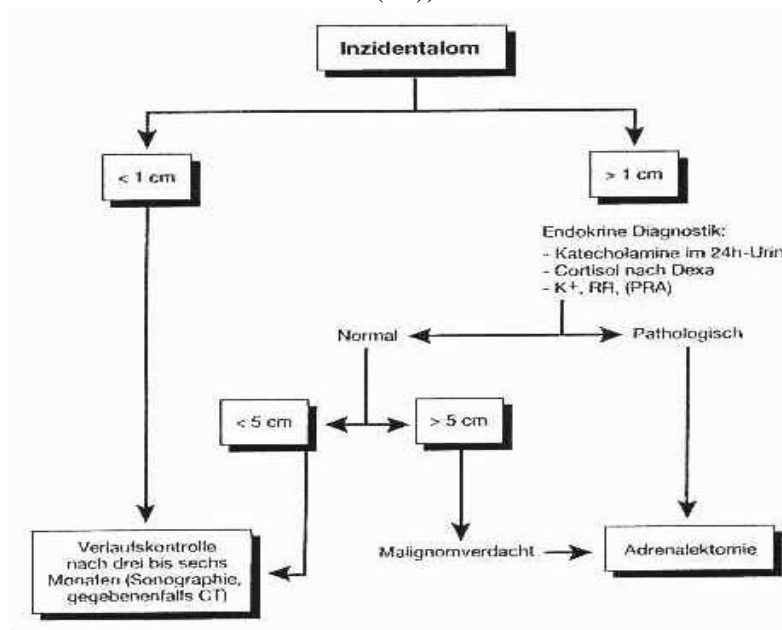 Inzidentalom
< 1 cm
> 1 cm
Endokrine Diagnostik:
- Katecholamine im 24h-Urin
- Cortisol nach Dexa
- K+, RR, (PRA)
Normal
Pathologisch
< 5 cm
> 5 cm
Verlaufskontrolle
nach drei bis sechs
Monaten (Sonographie,
gegebenenfalls CT)
Malignomverdacht
Adrenalektomie